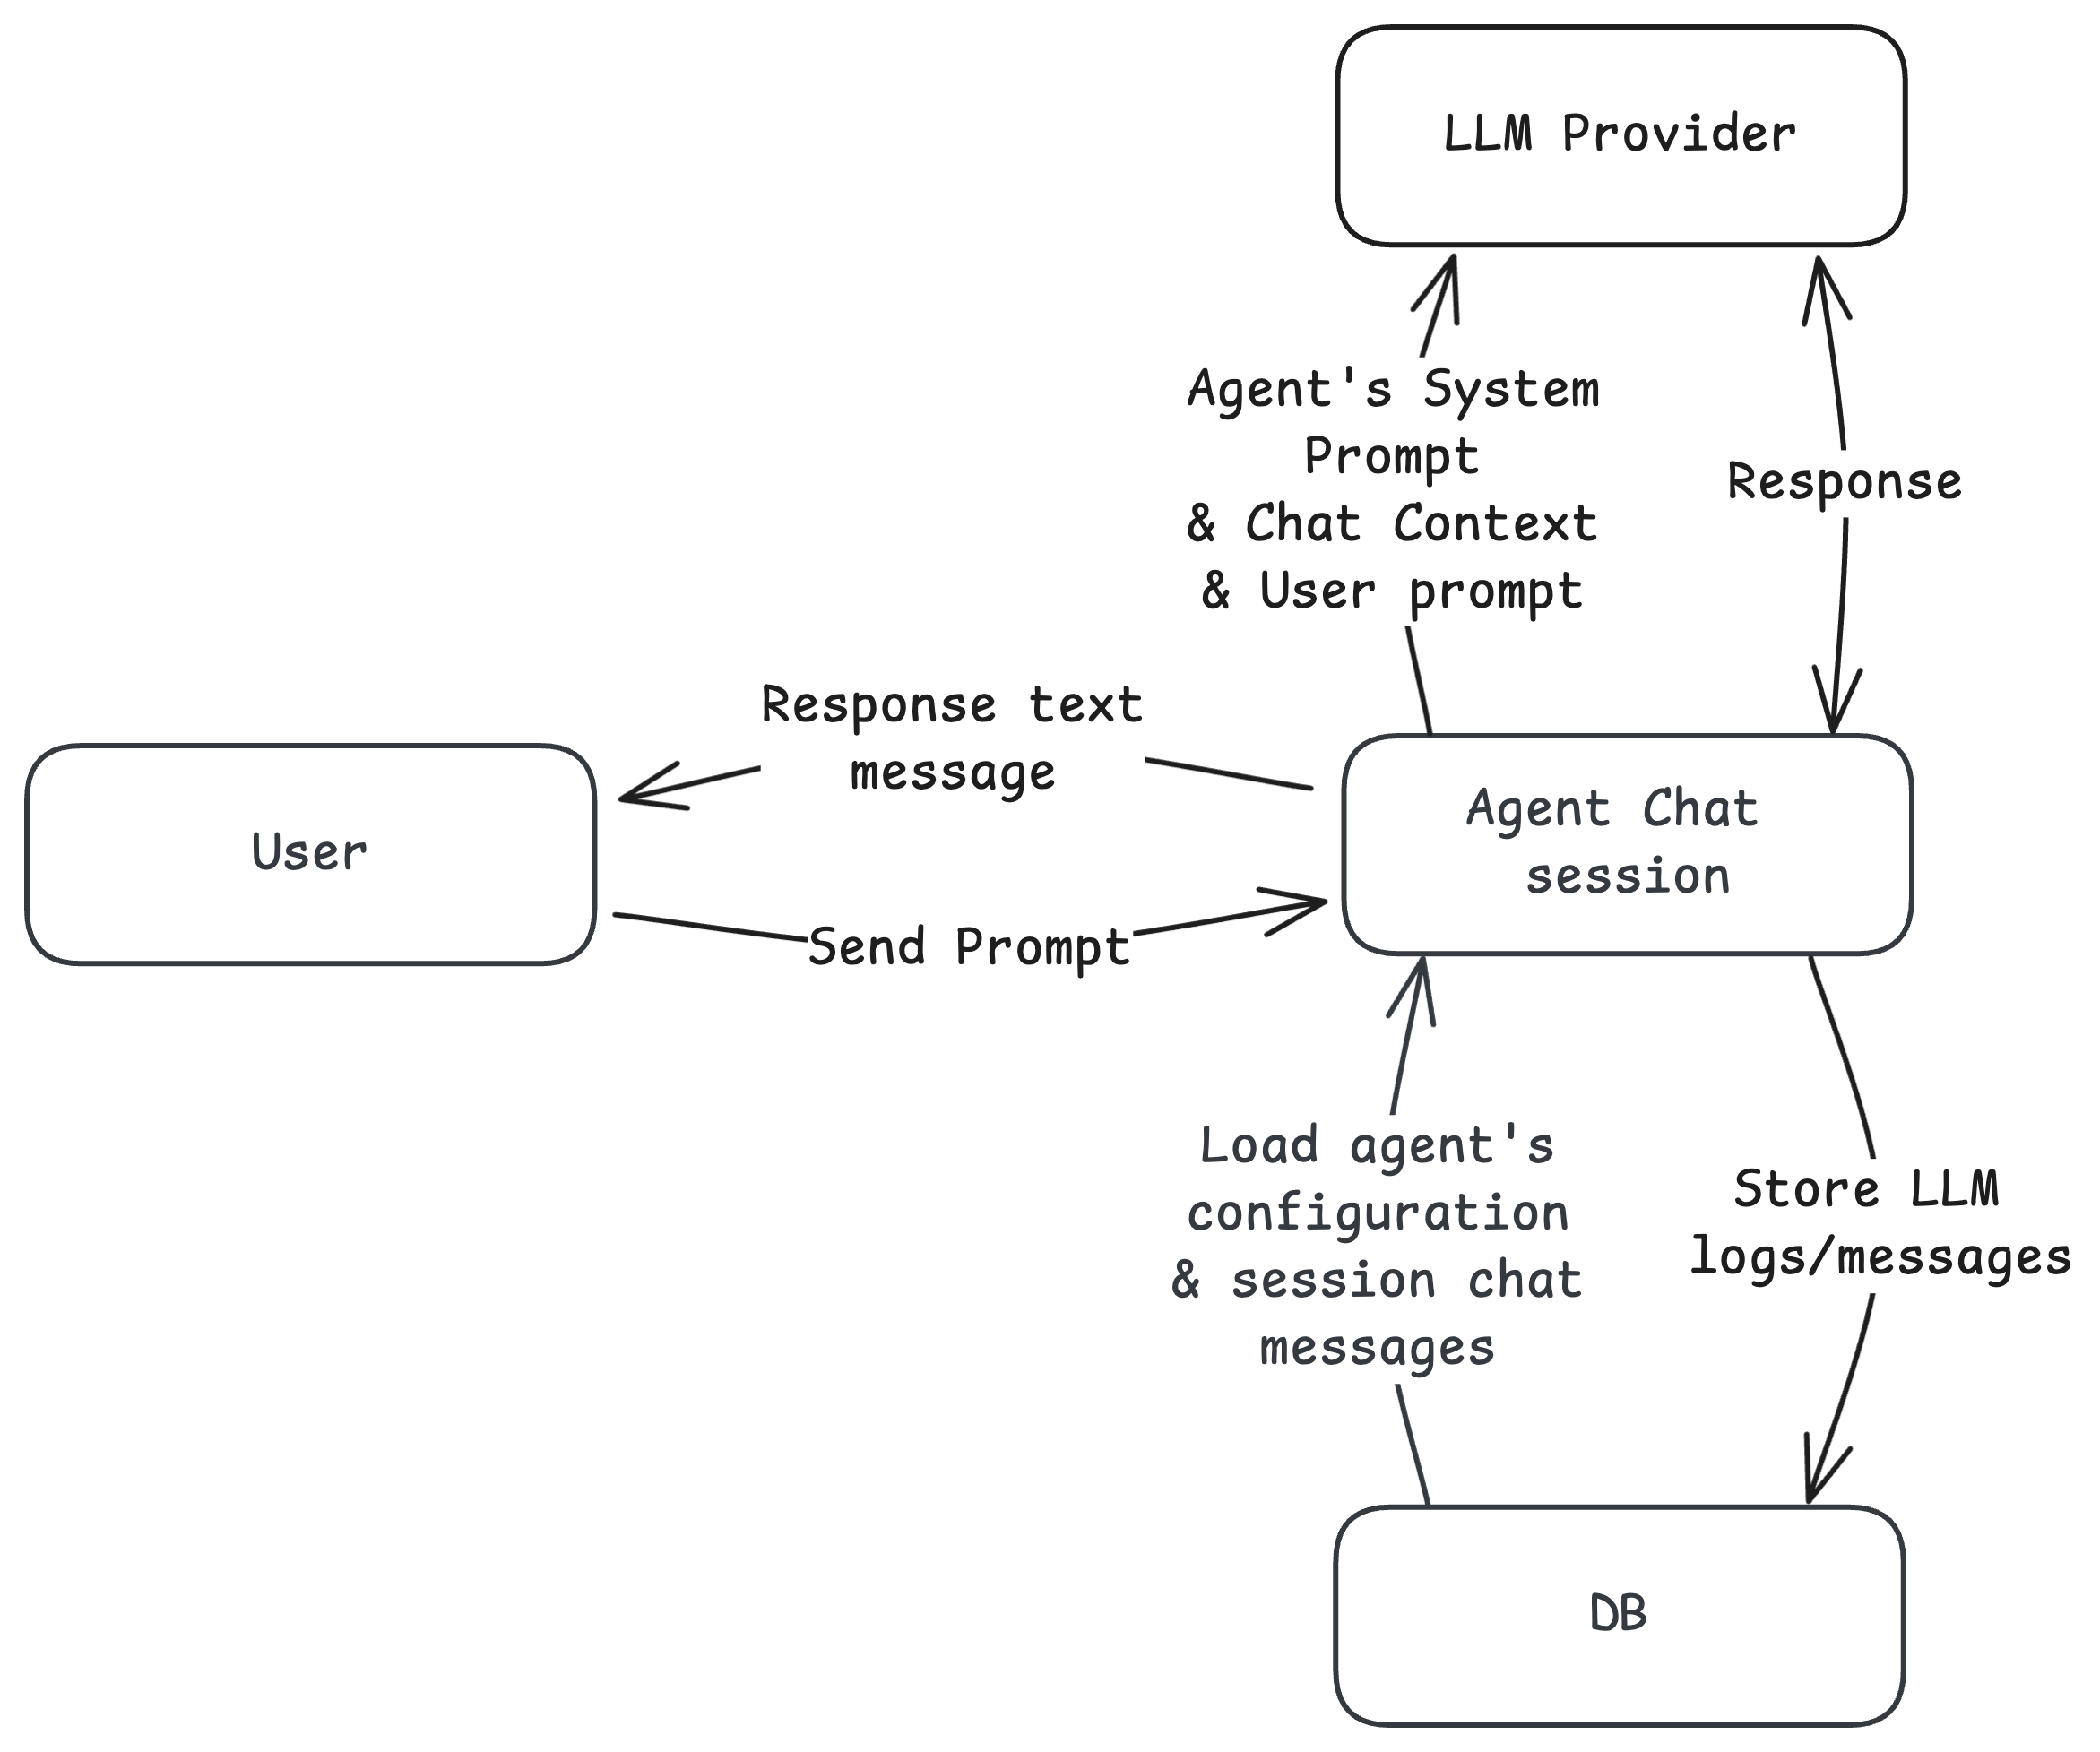 LLM Provider
Agent's System
Prompt
& Chat Context
& User prompt
Response
Response text
message
User
Agent Chat
session
Send Prompt
Load agent's
configuration
& session chat
messages
Store LLM
logs/messages
DB